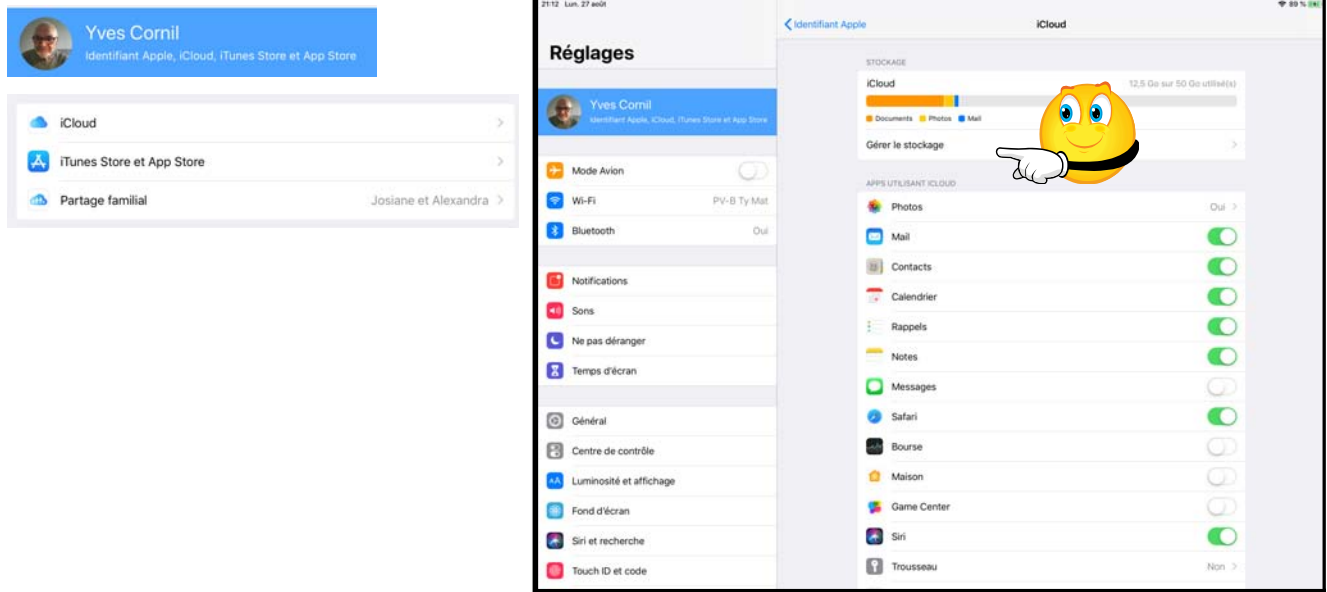 Yves Cornil
Identifiant Apple, iCloud, iTunes Store et App Store
iCloud
iTunes Store et App Store
Partage familial
Josiane et Alexandra
21:12 Lun. 27 août
89 %
Réglages
Yves Cornil
Identifiant Apple, iCloud, iTunes Store et App Store
Mode Avion
Wi-Fi
PV-B Ty Mat
Bluetooth
Oui
Notifications
Sons
Ne pas déranger
Temps d'écran
Général
Centre de contrôle
AA Luminosité et affichage
Fond d'écran
Siri et recherche
Touch ID et code
Identifiant Apple
iCloud
STOCKAGE
iCloud
12,5 Go sur 50 Go utilisé(s)
Documents Photos Mail
Gérer le stockage
APPS UTILISANT ICLOUD
Photos
Oui
Mail
Contacts
Calendrier
Rappels
Notes
Messages
Safari
Bourse
Maison
Game Center
Siri
Trousseau
Non